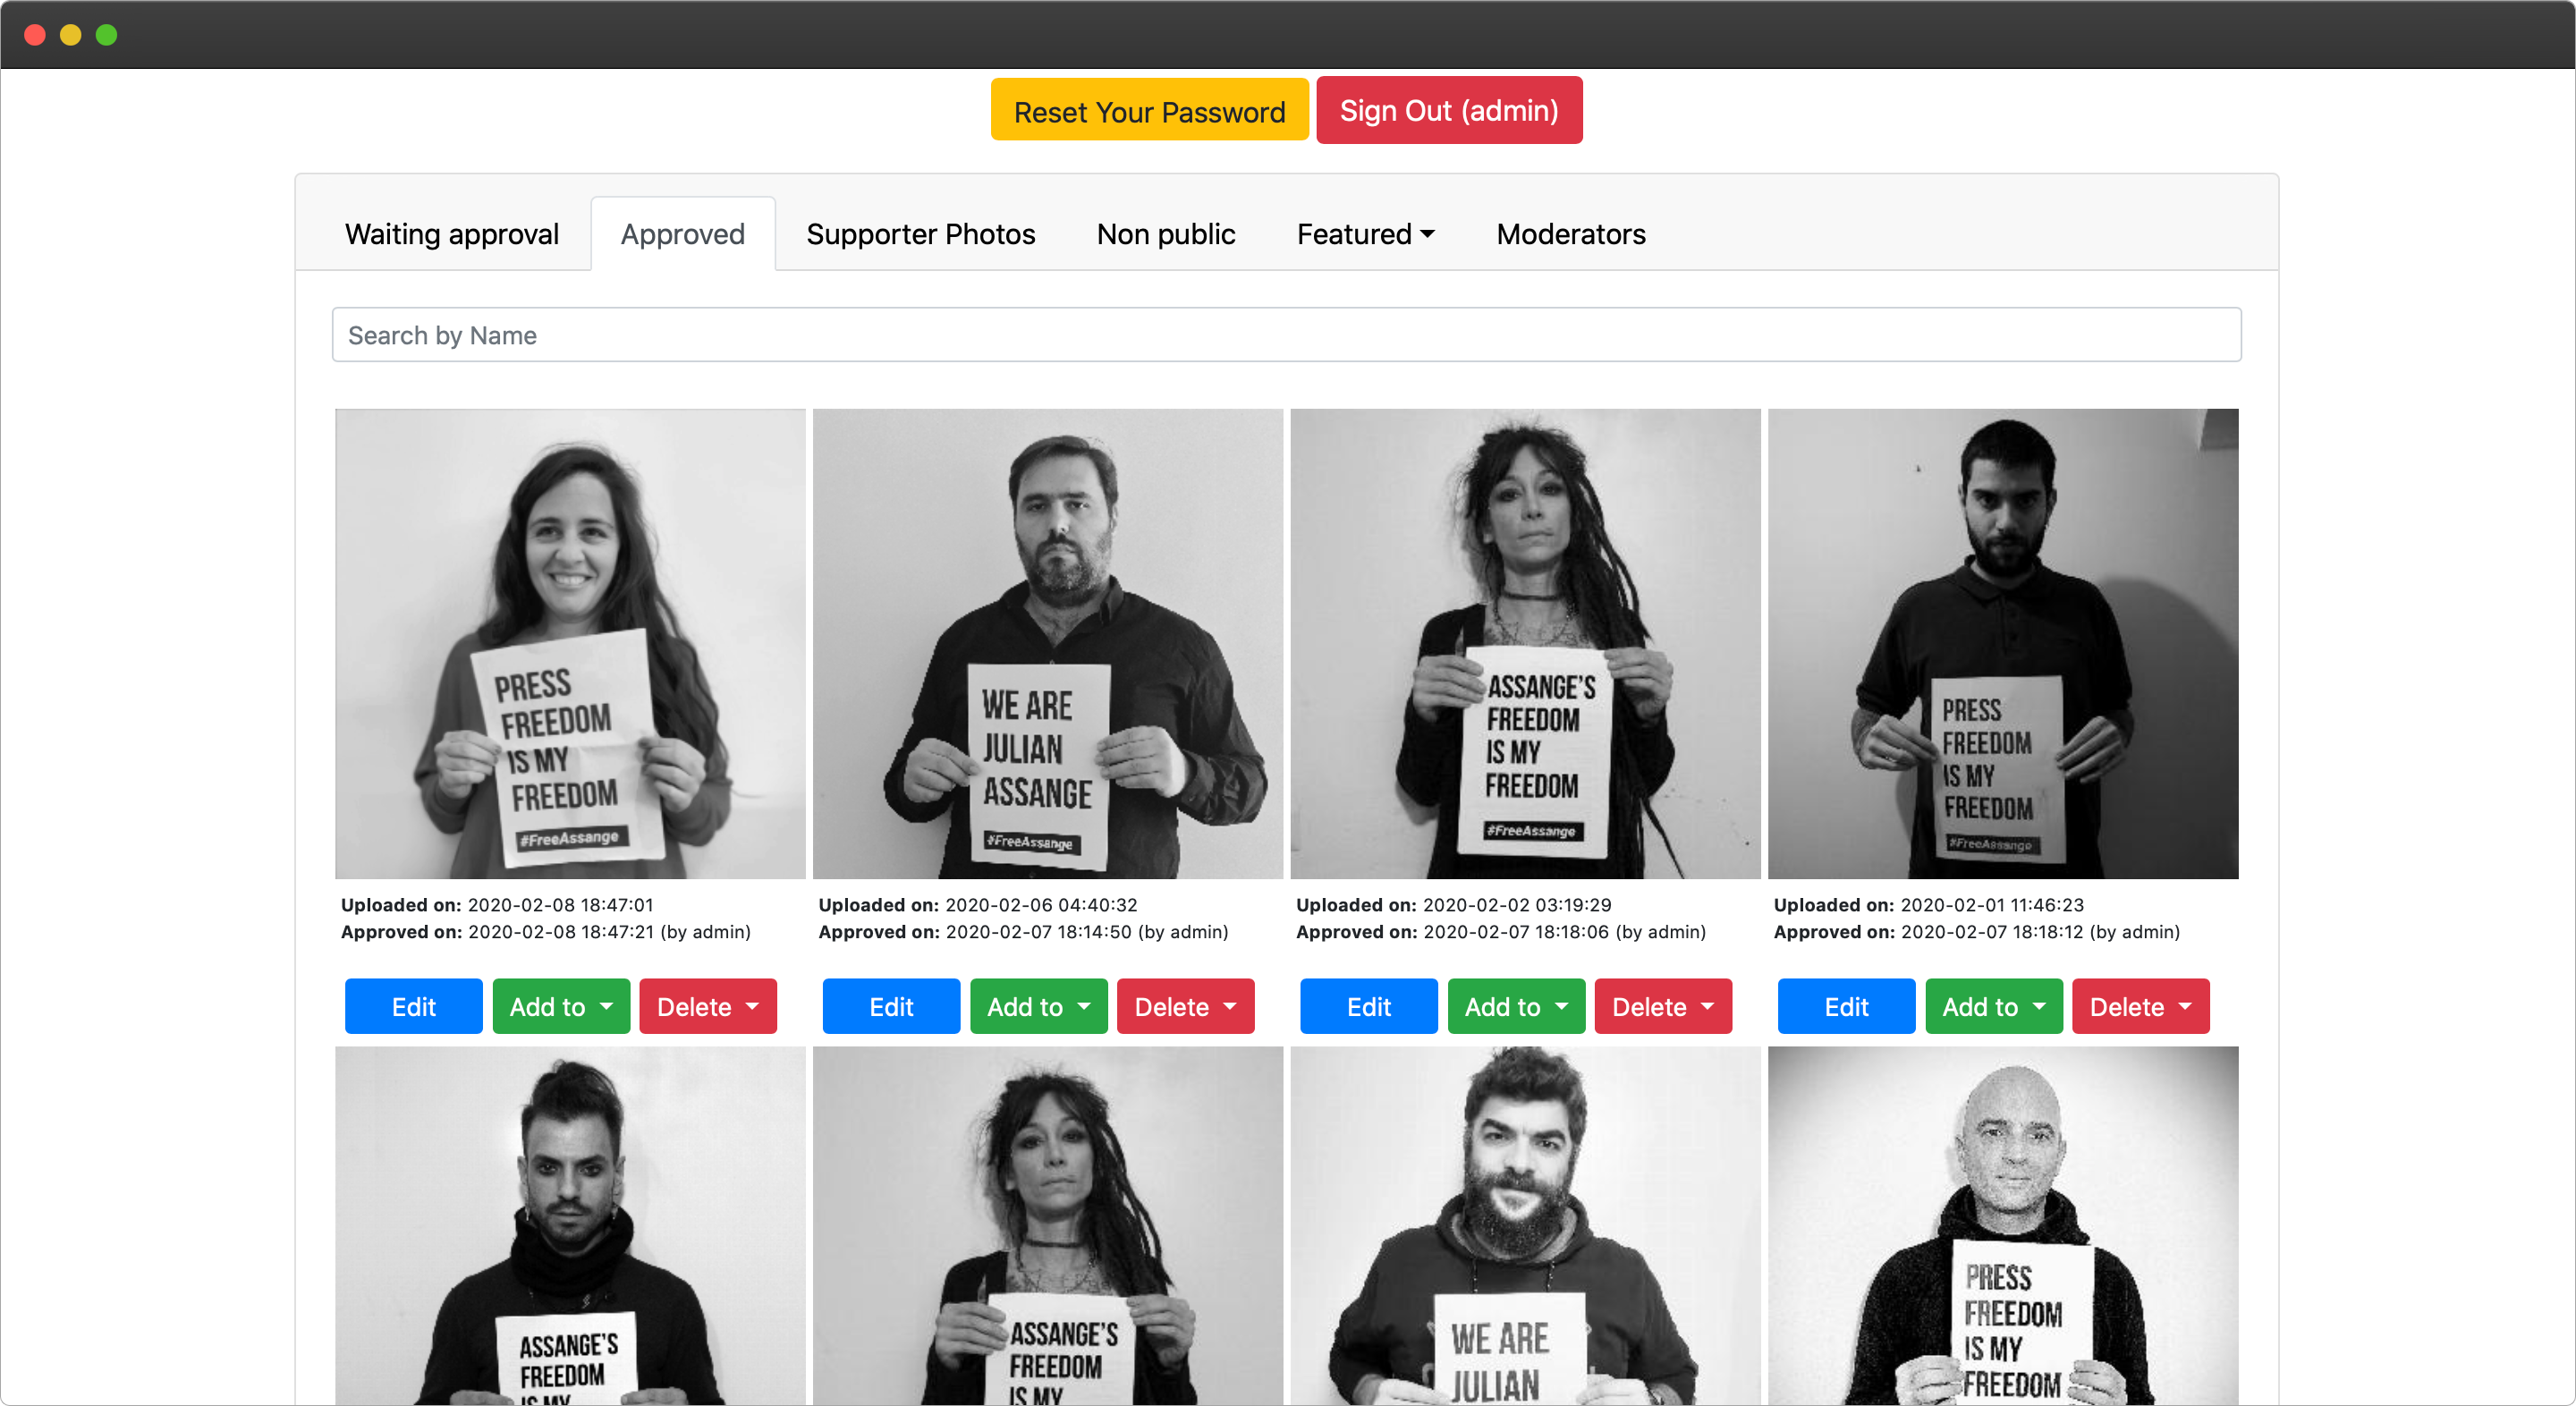 Reset Your Password
Sign Out (admin)
Waiting approval
Approved
Supporter Photos
Non public
Featured
Moderators
Search by Name
PRESS
FREEDOM
IS MY
FREEDOM
#FreeAssange
WE ARE
JULIAN
ASSANGE
#FreeAssange
ASSANGE'S
FREEDOM
IS MY
FREEDOM
#FreeAssange
PRESS
FREEDOM
IS MY
FREEDOM
#FreeAssange
Uploaded on: 2020-02-08 18:47:01
Approved on: 2020-02-08 18:47:21 (by admin)
Uploaded on: 2020-02-06 04:40:32
Approved on: 2020-02-07 18:14:50 (by admin)
Uploaded on: 2020-02-02 03:19:29
Approved on: 2020-02-07 18:18:06 (by admin)
Uploaded on: 2020-02-01 11:46:23
Approved on: 2020-02-07 18:18:12 (by admin)
Edit
Add to
Delete
Edit
Add to
Delete
Edit
Add to
Delete
Edit
Add to
Delete
ASSANGE'S
FREEDOM
IS MY
ASSANGE'S
FREEDOM
IS MY
WE ARE
JULIAN
PRESS
FREEDOM
IS MY
FREEDOM